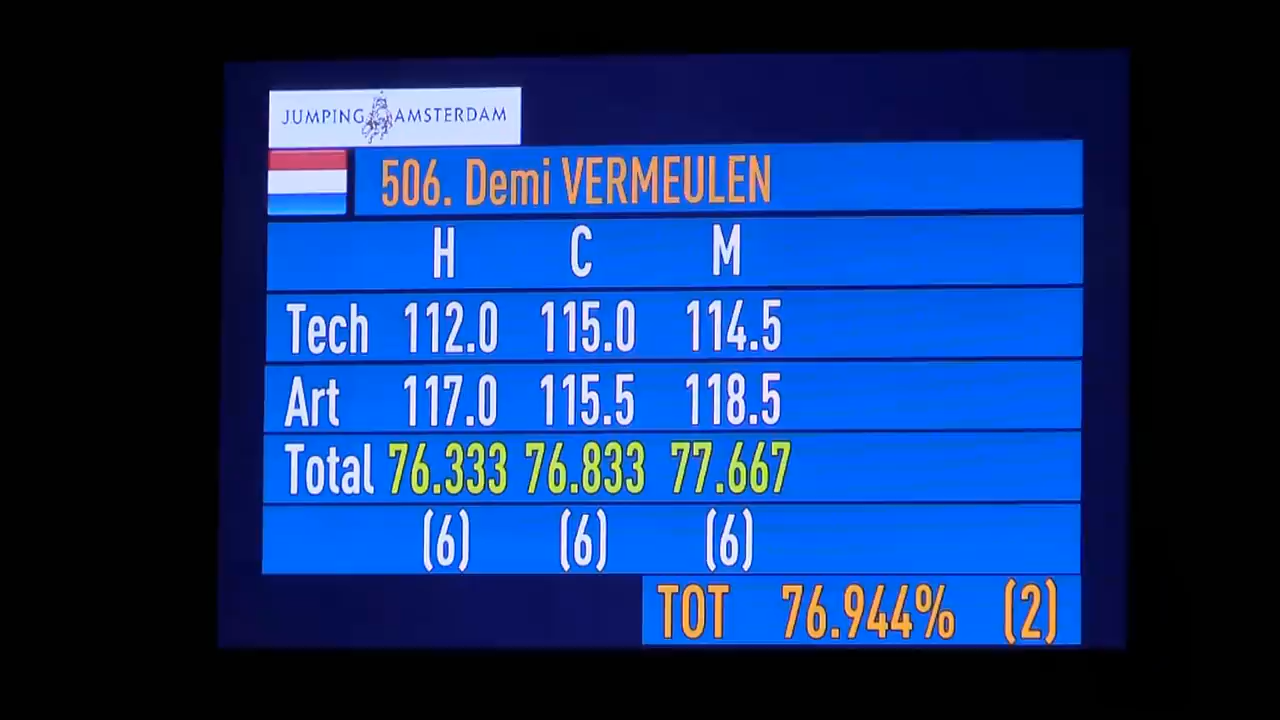 JUMPING AMSTERDAM
506. Demi VERMEULEN
H C M
Tech 112.0 115.0 114.5
Art 117.0 115.5 118.5
Total 76.333 76.833 77.667
(6) (6) (6)
TOT 76.944% (2)